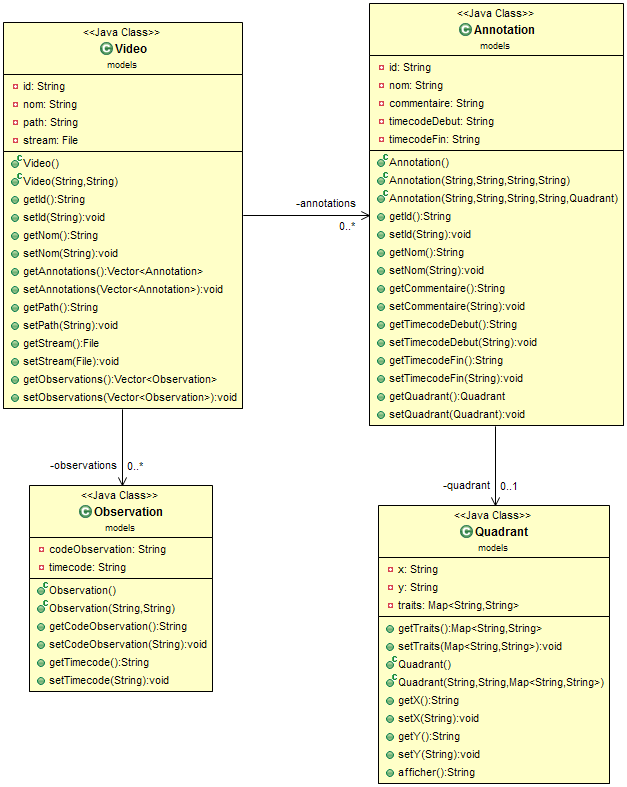 <<Java Class>>
Video
models
id: String
nom: String
path: String
stream: File
Video()
Video(String,String)
getId():String
setId(String):void
getNom():String
setNom(String):void
getAnnotations():Vector<Annotation>
setAnnotations(Vector<Annotation>):void
getPath():String
setPath(String):void
getStream():File
setStream(File):void
getObservations():Vector<Observation>
setObservations(Vector<Observation>):void
-annotations
0..*
<<Java Class>>
Annotation
models
id: String
nom: String
commentaire: String
timecodeDebut: String
timecodeFin: String
Annotation()
Annotation(String,String,String,String)
Annotation(String,String,String,String,Quadrant)
getId():String
setId(String):void
getNom():String
setNom(String):void
getCommentaire():String
setCommentaire(String):void
getTimecodeDebut():String
setTimecodeDebut(String):void
getTimecodeFin():String
setTimecodeFin(String):void
getQuadrant():Quadrant
setQuadrant(Quadrant):void
-observations
0..*
<<Java Class>>
Observation
models
codeObservation: String
timecode: String
Observation()
Observation(String,String)
getCodeObservation():String
setCodeObservation(String):void
getTimecode():String
setTimecode(String):void
-quadrant
0..1
<<Java Class>>
Quadrant
models
x: String
y: String
traits: Map<String,String>
getTraits():Map<String,String>
setTraits(Map<String,String>):void
Quadrant()
Quadrant(String,String,Map<String,String>)
getX():String
setX(String):void
getY():String
setY(String):void
afficher():String